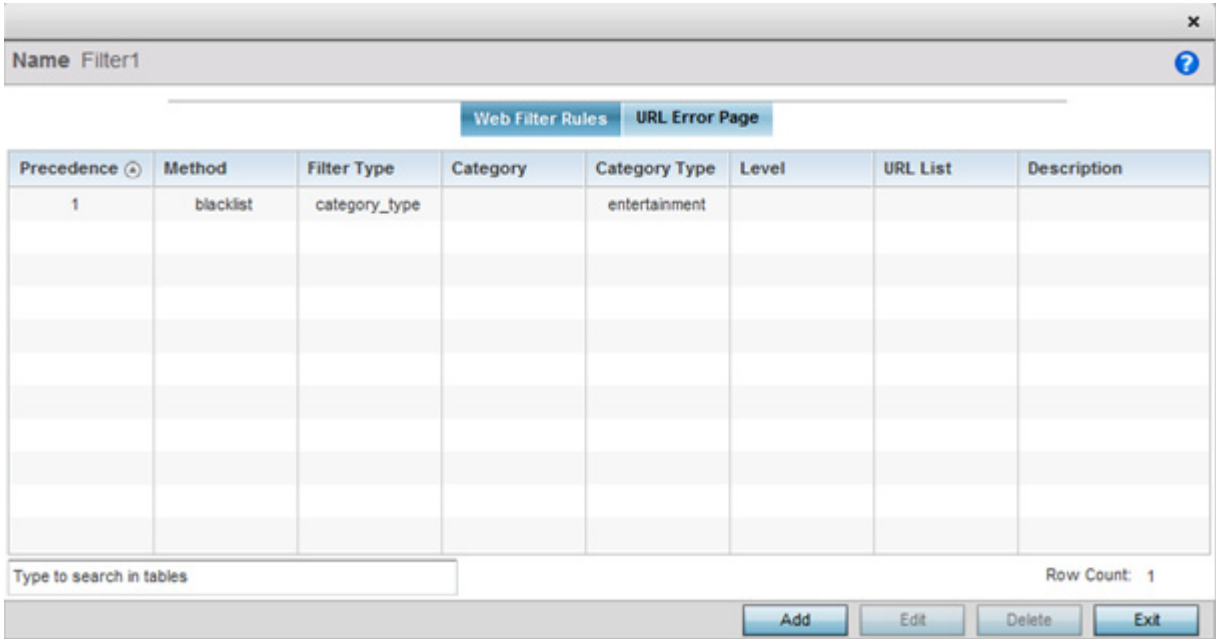 Name Filter1
Web Filter Rules URL Error Page
Precedence Method Filter Type Category Category Type Level URL List Description
1 blacklist category_type entertainment
Type to search in tables Row Count: 1
Add Edit Delete Exit